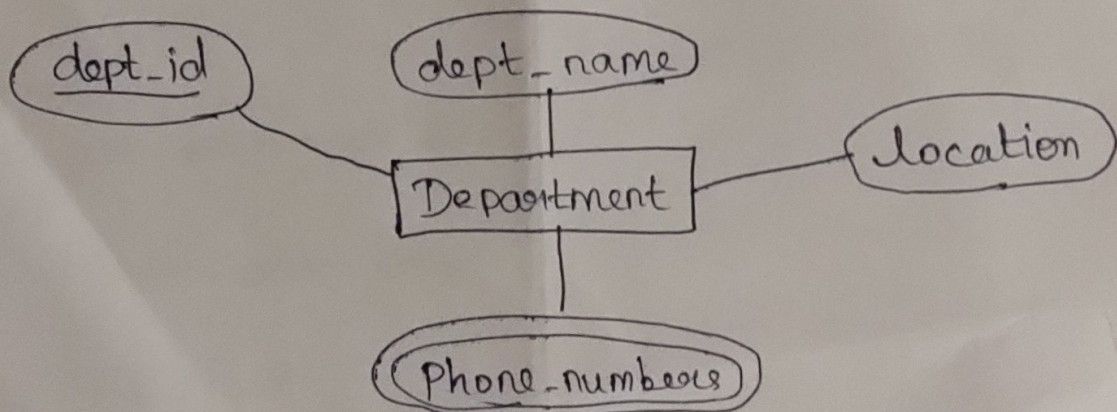 dept_id
dept_name
location
Department
Phone_numbers